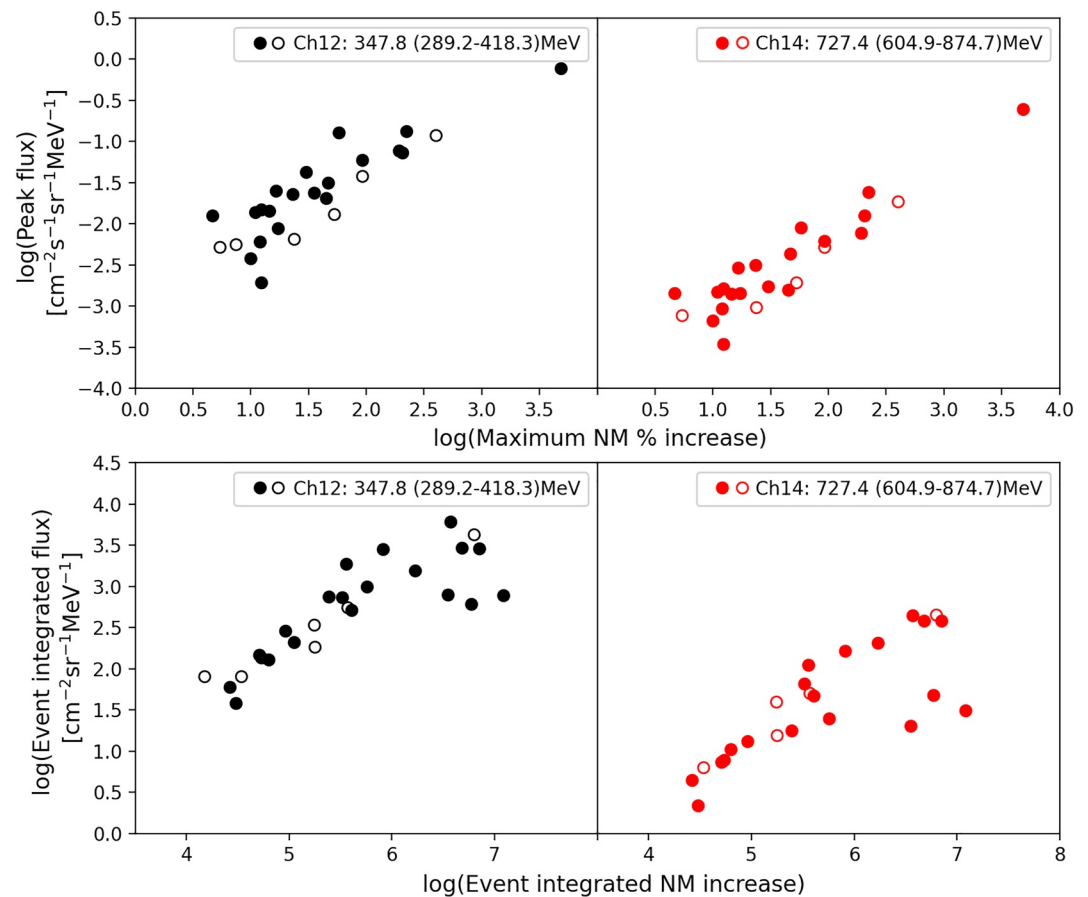 0.5
0.0
−0.5
−1.0
−1.5
−2.0
−2.5
−3.0
−3.5
−4.0
log(Peak flux)
[cm⁻²s⁻¹sr⁻¹MeV⁻¹]
Ch12: 347.8 (289.2-418.3)MeV
Ch14: 727.4 (604.9-874.7)MeV
0.0 0.5 1.0 1.5 2.0 2.5 3.0 3.5 0.5 1.0 1.5 2.0 2.5 3.0 3.5 4.0
log(Maximum NM % increase)
4.5
4.0
3.5
3.0
2.5
2.0
1.5
1.0
0.5
0.0
log(Event integrated flux)
[cm⁻²sr⁻¹MeV⁻¹]
Ch12: 347.8 (289.2-418.3)MeV
Ch14: 727.4 (604.9-874.7)MeV
4 5 6 7 4 5 6 7 8
log(Event integrated NM increase)